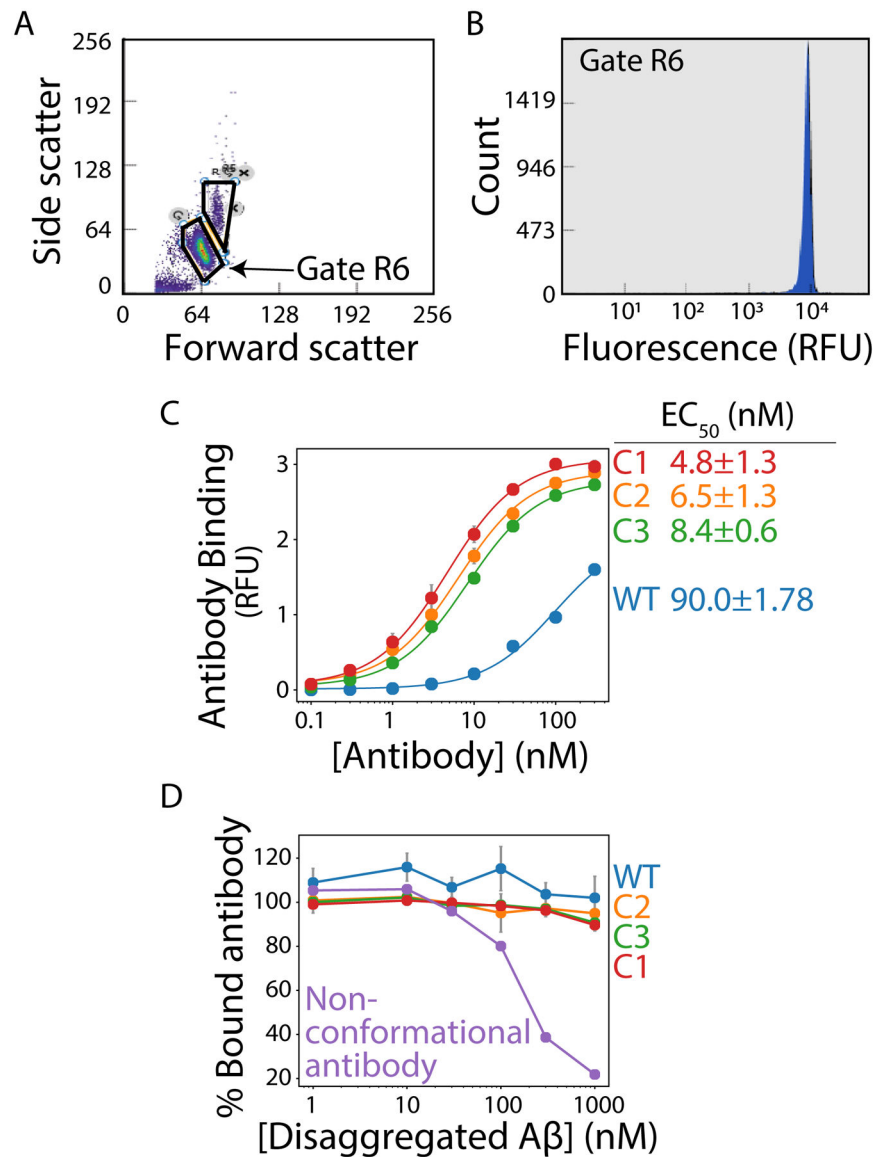 A
256
192
128
64
0
0
64
128
192
256
Side scatter
Forward scatter
Gate R6
B
Gate R6
1419
946
473
0
10¹
10²
10³
10⁴
Count
Fluorescence (RFU)
C
EC₅₀ (nM)
C1 4.8±1.3
C2 6.5±1.3
C3 8.4±0.6
WT 90.0±1.78
3
2
1
0
0.1
1
10
100
Antibody Binding
(RFU)
[Antibody] (nM)
D
120
100
80
60
40
20
1
10
100
1000
% Bound antibody
[Disaggregated Aβ] (nM)
WT
C2
C3
C1
Non-
conformational
antibody